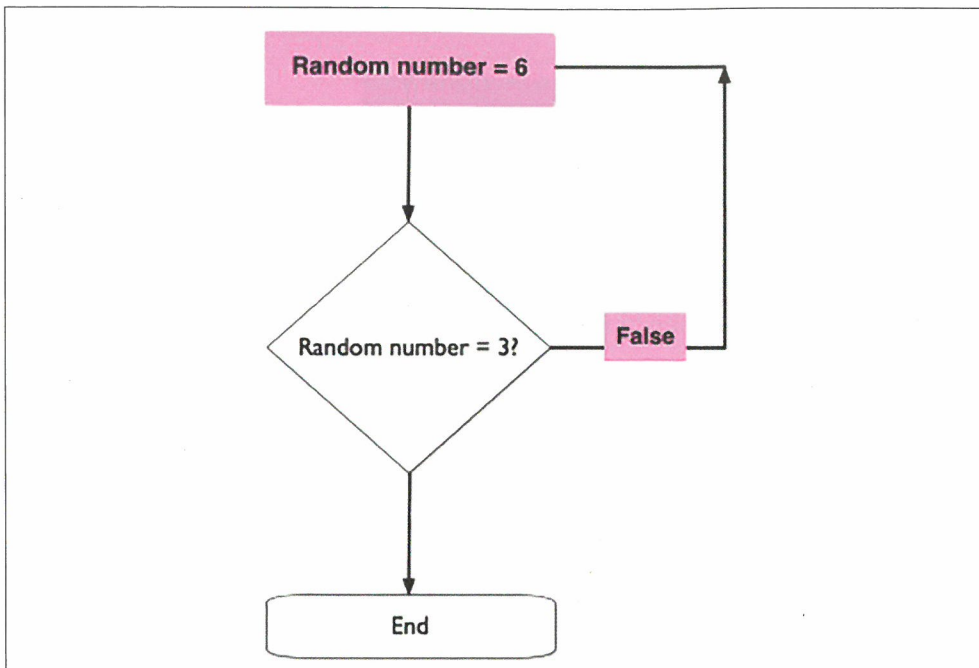 Random number = 6
Random number = 3?
False
End